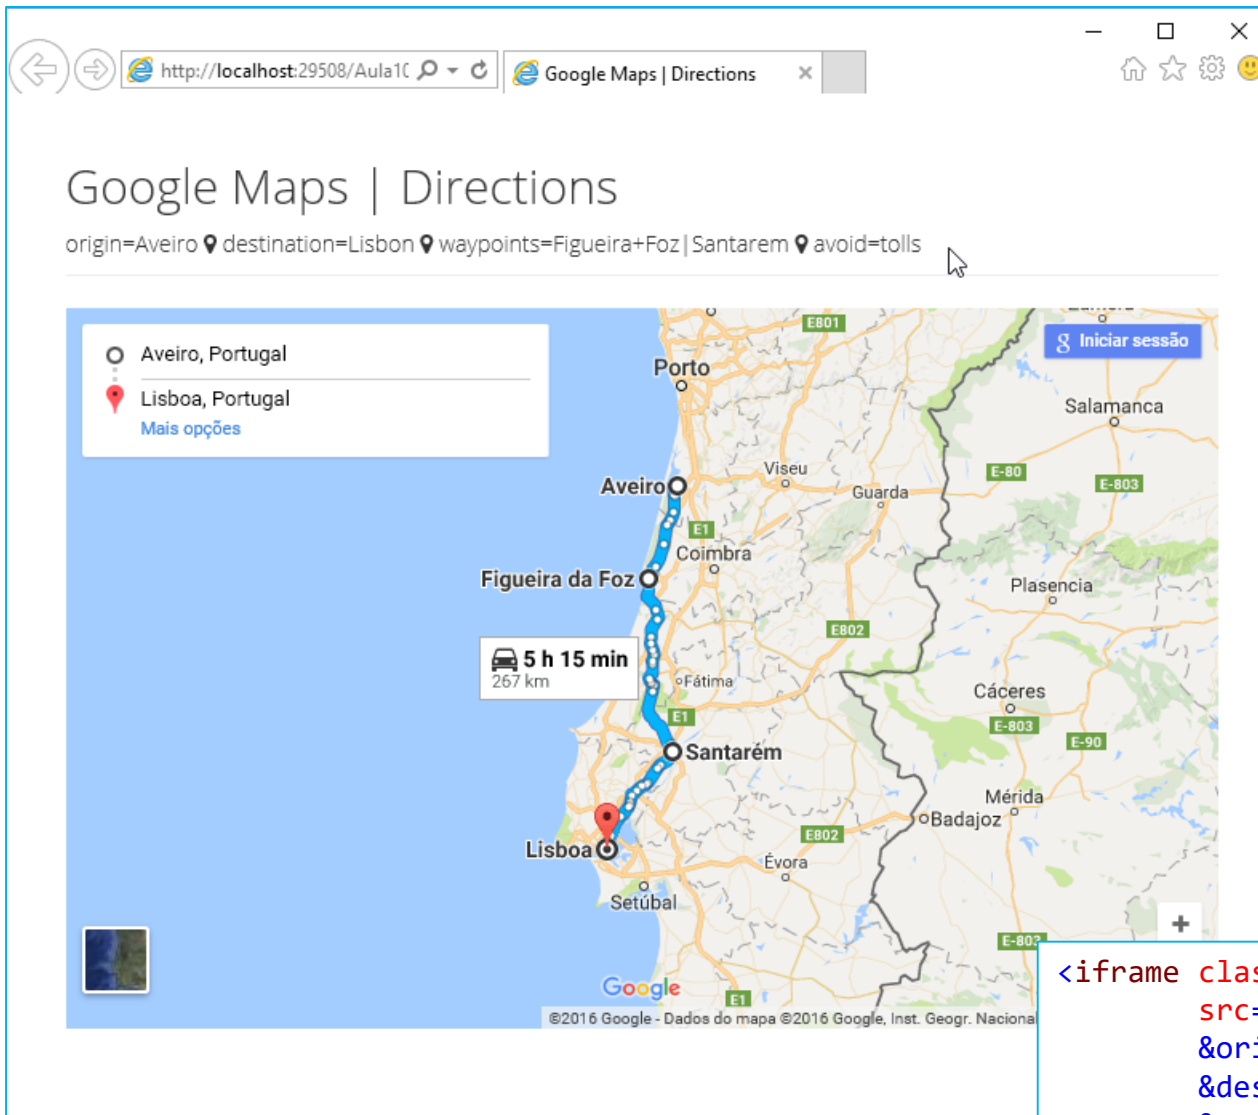 http://localhost:29508/Aula10
Google Maps | Directions
Google Maps | Directions
origin=Aveiro destination=Lisbon waypoints=Figueira+Foz|Santarem avoid=tolls
Aveiro, Portugal
Lisboa, Portugal
Mais opções
Iniciar sessão
E801
Porto
Salamanca
Viseu
E-80
E-803
Aveiro
Guarda
E1
Coimbra
Figueira da Foz
Plasencia
E802
5 h 15 min
267 km
Fátima
Cáceres
E1
E-803
E-90
Santarém
Mérida
Badajoz
E802
Lisboa
Évora
Setúbal
E-803
Google
E1
©2016 Google - Dados do mapa ©2016 Google, Inst. Geogr. Nacional
<iframe clas
src=
&ori
&des